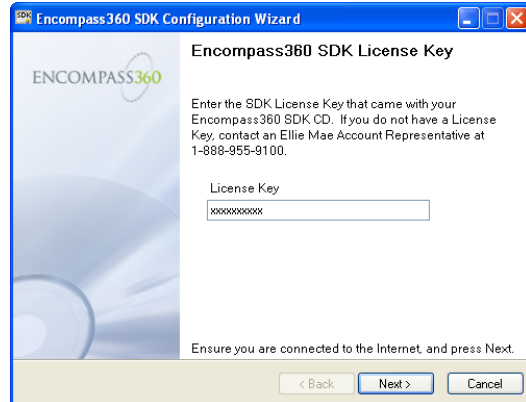 SDK Encompass360 SDK Configuration Wizard
ENCOMPASS360
Encompass360 SDK License Key
Enter the SDK License Key that came with your
Encompass360 SDK CD. If you do not have a License
Key, contact an Ellie Mae Account Representative at
1-888-955-9100.
License Key
xxxxxxxxxx
Ensure you are connected to the Internet, and press Next.
< Back
Next >
Cancel